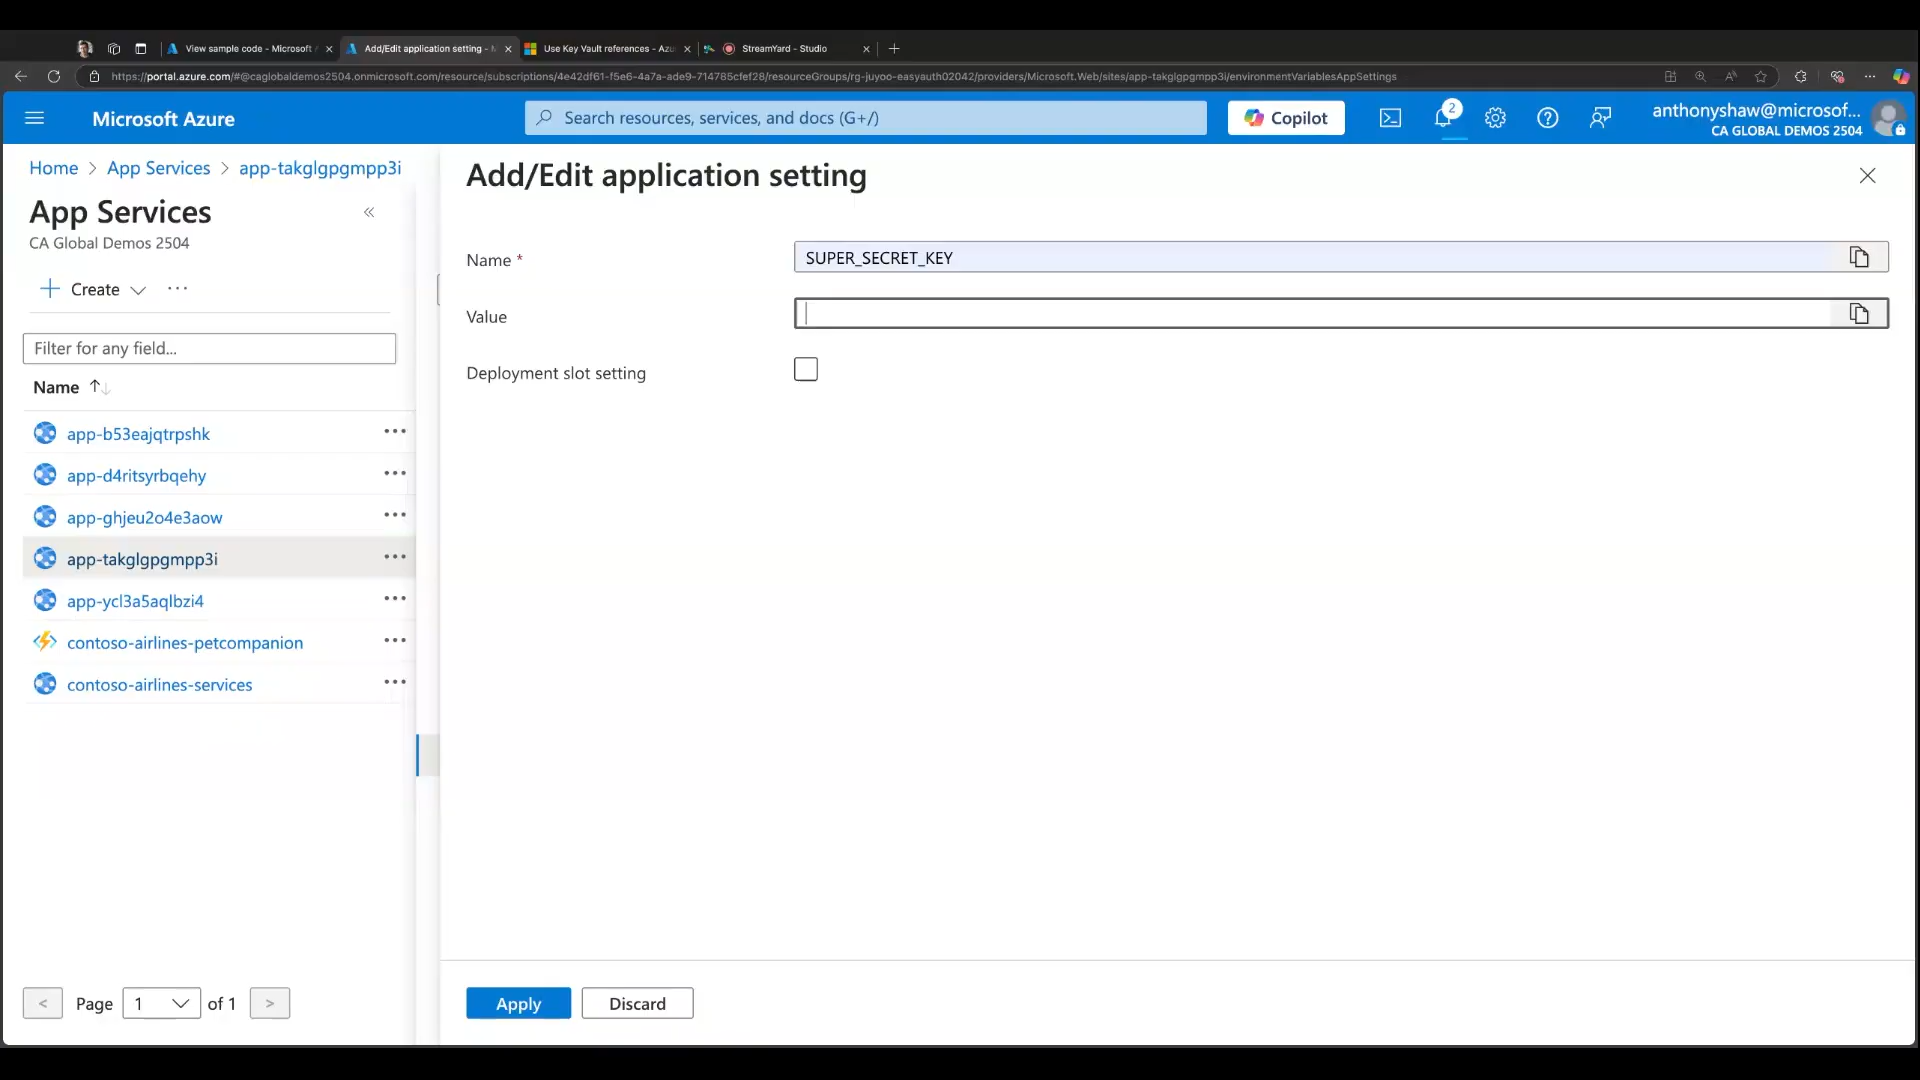 View sample code - Microsoft
Add/Edit application setting - M
Use Key Vault references - Azu
StreamYard - Studio
https://portal.azure.com/#@caglobaldemos2504.onmicrosoft.com/resource/subscriptions/4e42df61-f5e6-4a7a-ade9-714785cfef28/resourceGroups/rg-juyoo-easyauth02042/providers/Microsoft.Web/sites/app-takglgpgmpp3i/environmentVariablesAppSettings
Microsoft Azure
Search resources, services, and docs (G+/)
Copilot
2
anthonyshaw@microsof...
CA GLOBAL DEMOS 2504
Home > App Services > app-takglgpgmpp3i
App Services
CA Global Demos 2504
Create
Filter for any field...
Name
app-b53eajqtrpshk
app-d4ritsyrbqehy
app-ghjeu2o4e3aow
app-takglgpgmpp3i
app-ycl3a5aqlbzi4
contoso-airlines-petcompanion
contoso-airlines-services
< Page 1 of 1 >
Add/Edit application setting
Name *
SUPER_SECRET_KEY
Value
Deployment slot setting
Apply
Discard